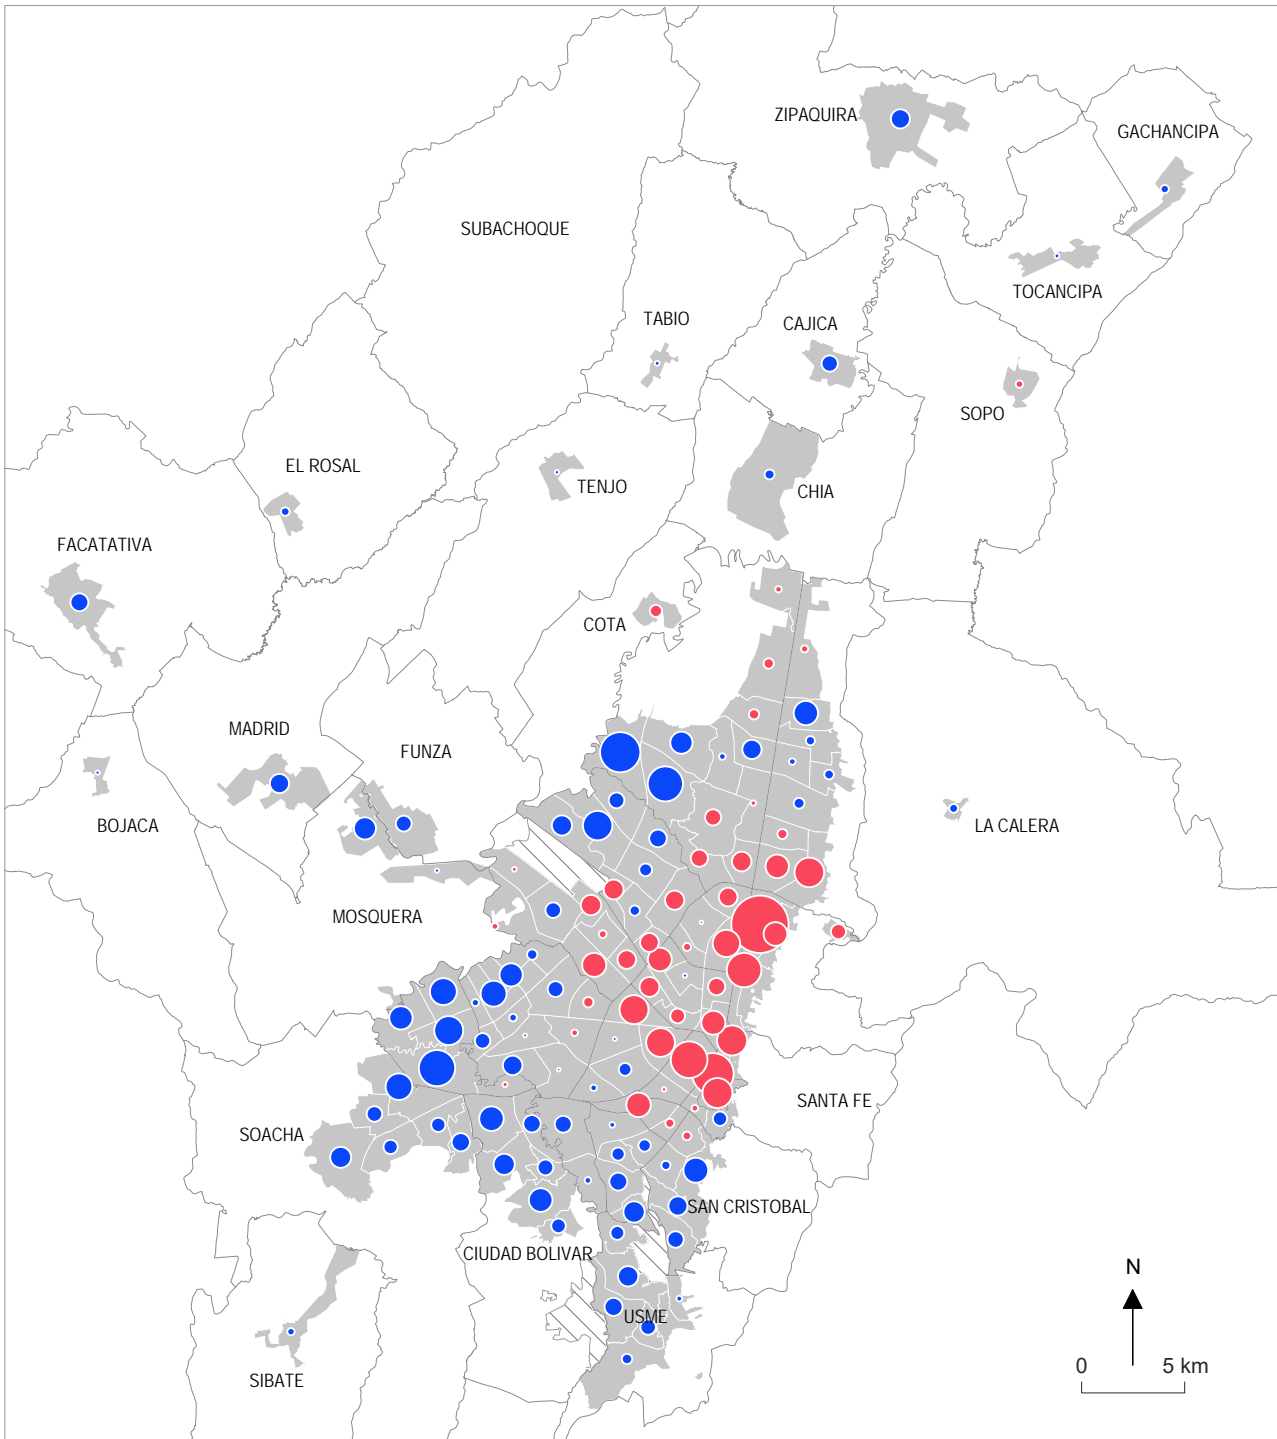 ZIPAQUIRA
GACHANCIPA
SUBACHOQUE
TOCANCIPA
TABIO
CAJICA
SOPO
EL ROSAL
TENJO
CHIA
FACATATIVA
COTA
MADRID
FUNZA
BOJACA
LA CALERA
MOSQUERA
SANTA FE
SOACHA
SAN CRISTOBAL
CIUDAD BOLIVAR
N
USME
0 5 km
SIBATE